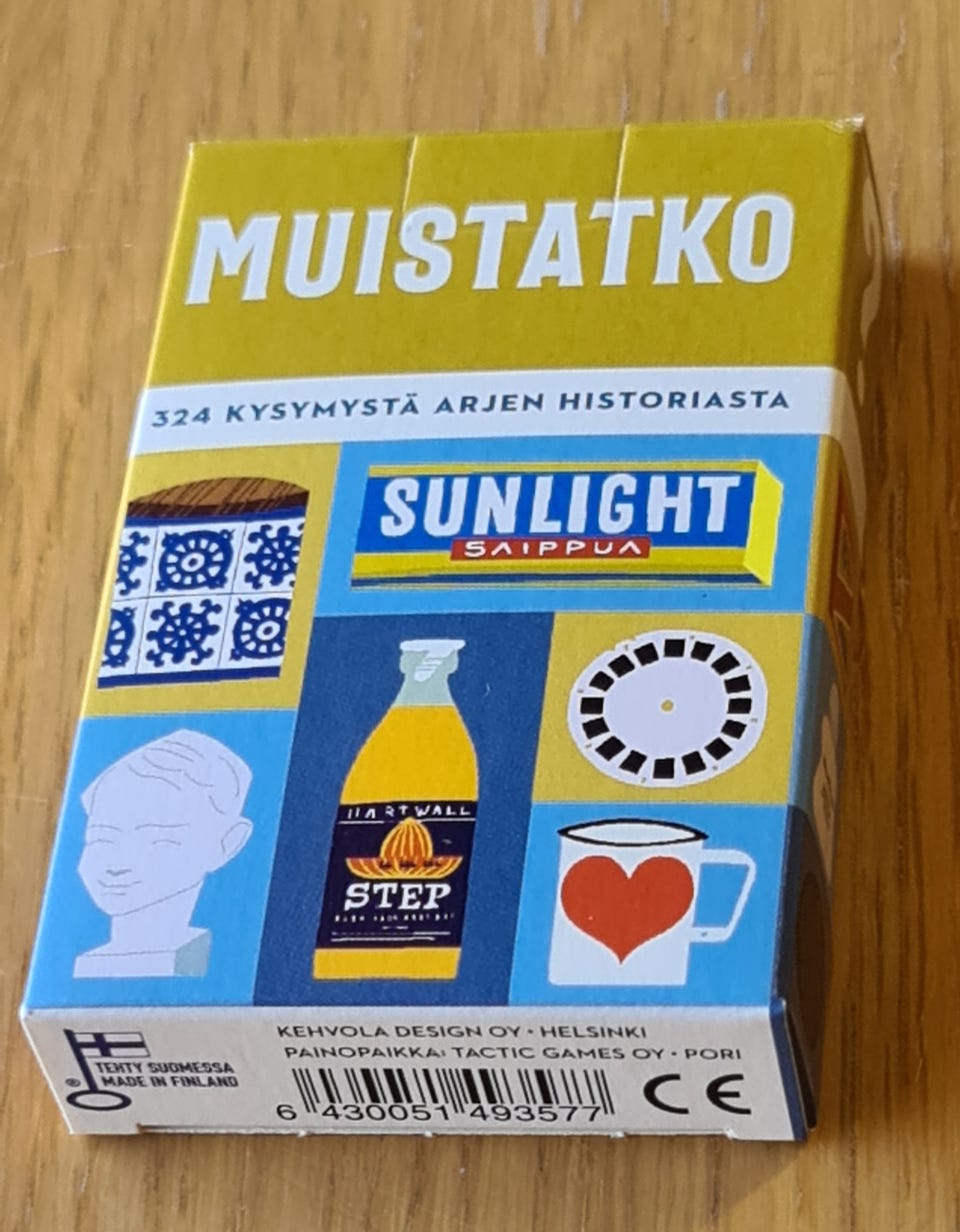 MUISTATKO
324 KYSYMYSTÄ ARJEN HISTORIASTA
SUNLIGHT
SAIPPUA
HARTWALL
STEP
KEHVOLA DESIGN OY • HELSINKI
PAINOPAIKKA: TACTIC GAMES OY • PORI
TEHTY SUOMESSA
® MADE IN FINLAND
6 430051 493577
CE